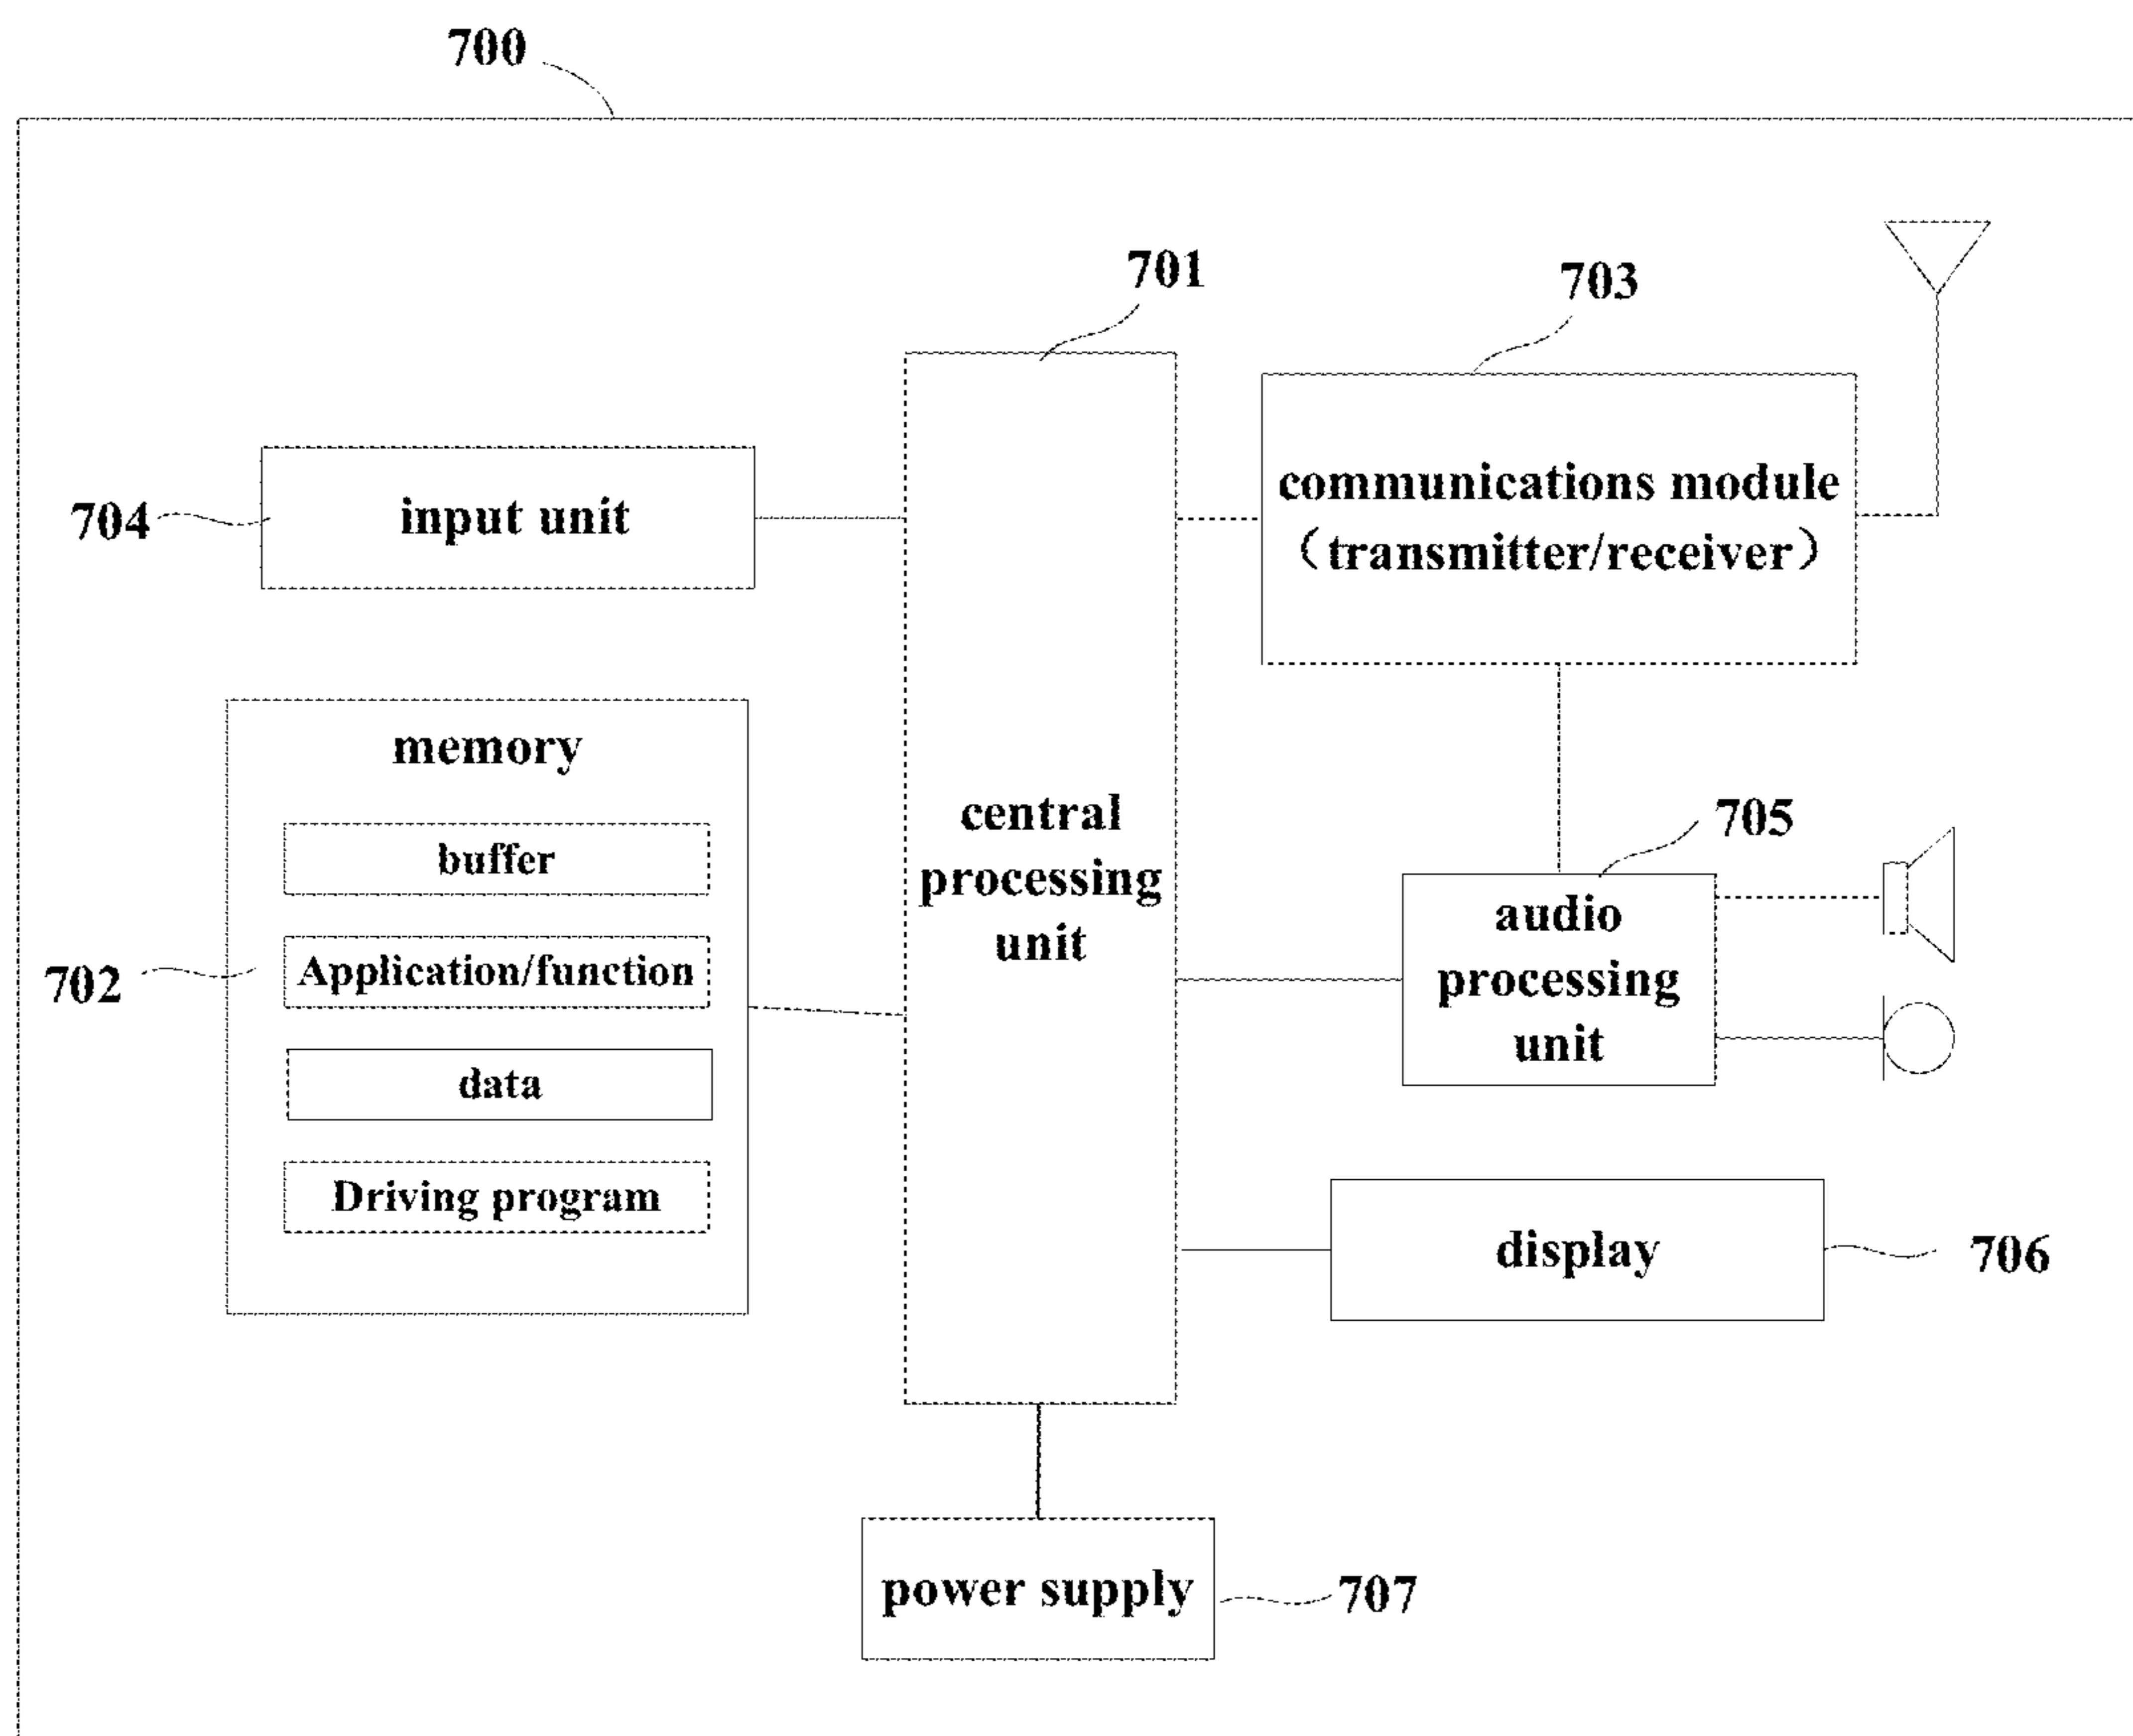 700
701
703
704
input unit
communications module
（transmitter/receiver）
memory
buffer
702
Application/function
data
Driving program
central
processing
unit
705
audio
processing
unit
display
706
power supply
707